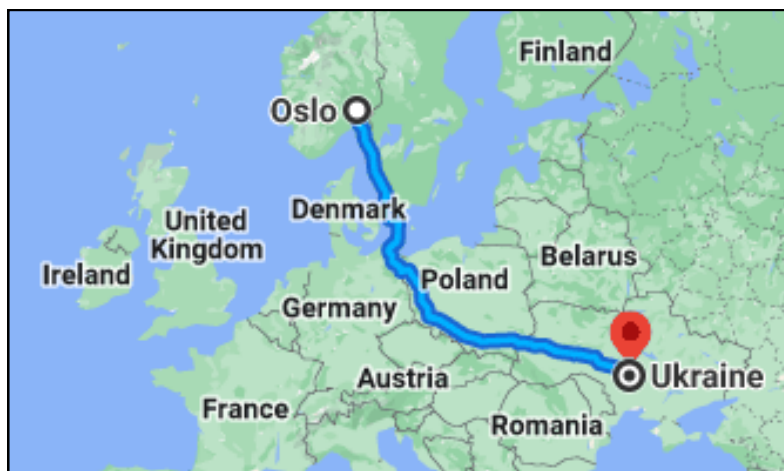 Finland
Oslo
Denmark
United
Kingdom
Ireland
Belarus
Poland
Germany
Ukraine
Austria
France
Romania